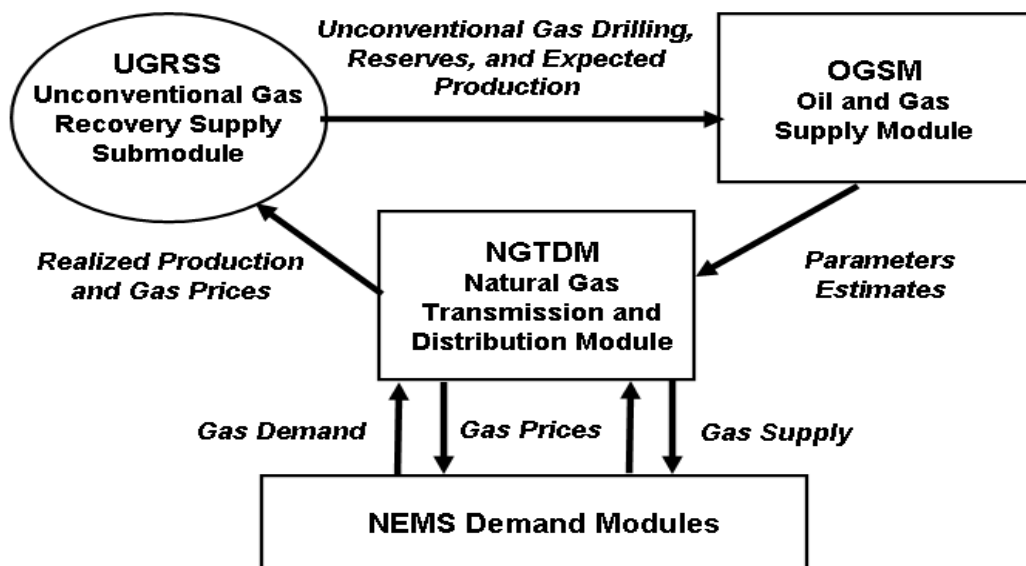 UGRSS
Unconventional Gas
Recovery Supply
Submodule
Unconventional Gas Drilling,
Reserves, and Expected
Production
OGSM
Oil and Gas
Supply Module
Realized Production
and Gas Prices
NGTDM
Natural Gas
Transmission and
Distribution Module
Parameters
Estimates
Gas Demand
Gas Prices
Gas Supply
NEMS Demand Modules